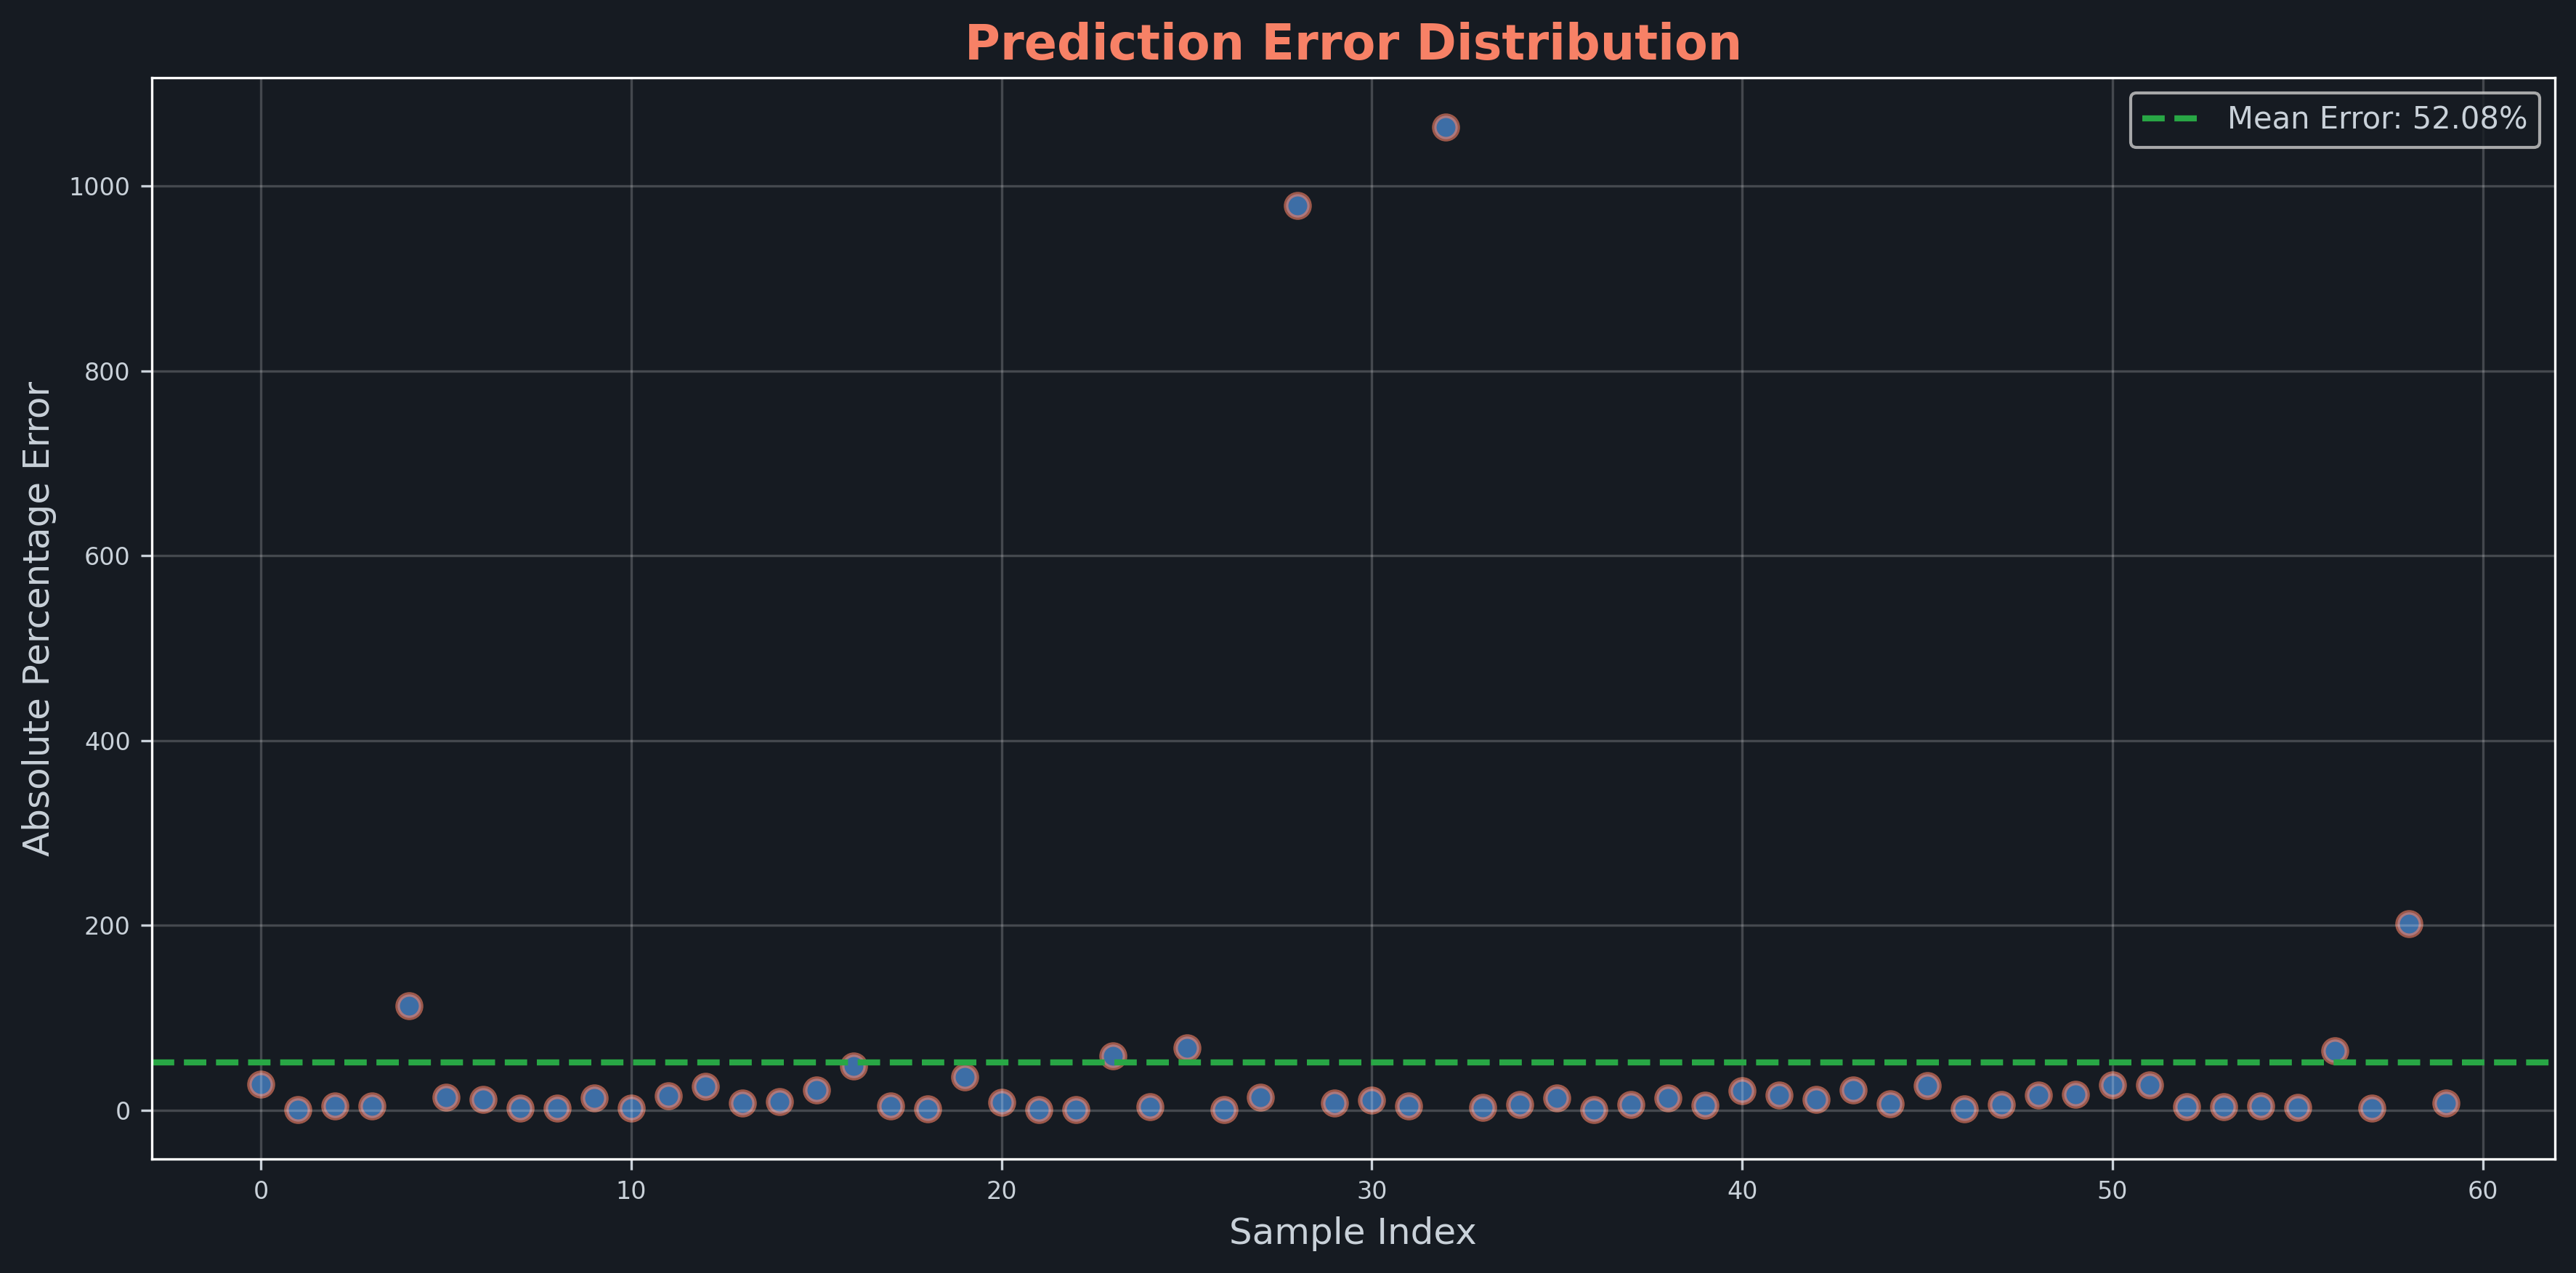 Prediction Error Distribution
Mean Error: 52.08%
Absolute Percentage Error
1000
800
600
400
200
0
0 10 20 30 40 50 60
Sample Index